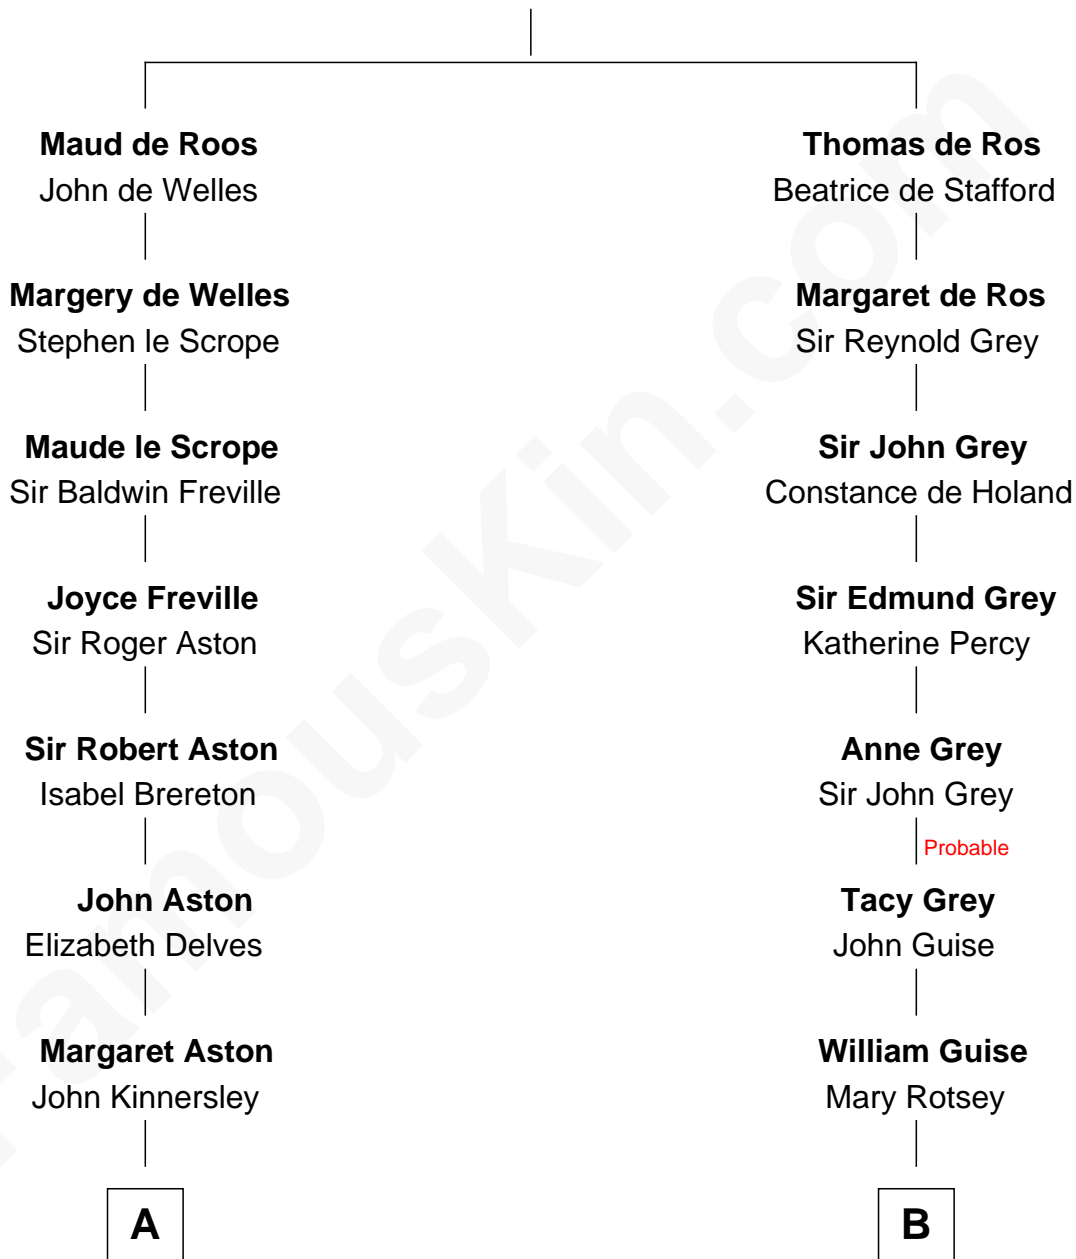 Maud de Roos
John de Welles
Margery de Welles
Stephen le Scrope
Maude le Scrope
Sir Baldwin Freville
Joyce Freville
Sir Roger Aston
Sir Robert Aston
Isabel Brereton
John Aston
Elizabeth Delves
Margaret Aston
John Kinnersley
A
Thomas de Ros
Beatrice de Stafford
Margaret de Ros
Sir Reynold Grey
Sir John Grey
Constance de Holand
Sir Edmund Grey
Katherine Percy
Anne Grey
Sir John Grey
Probable
Tacy Grey
John Guise
William Guise
Mary Rotsey
B
FamousKin.com